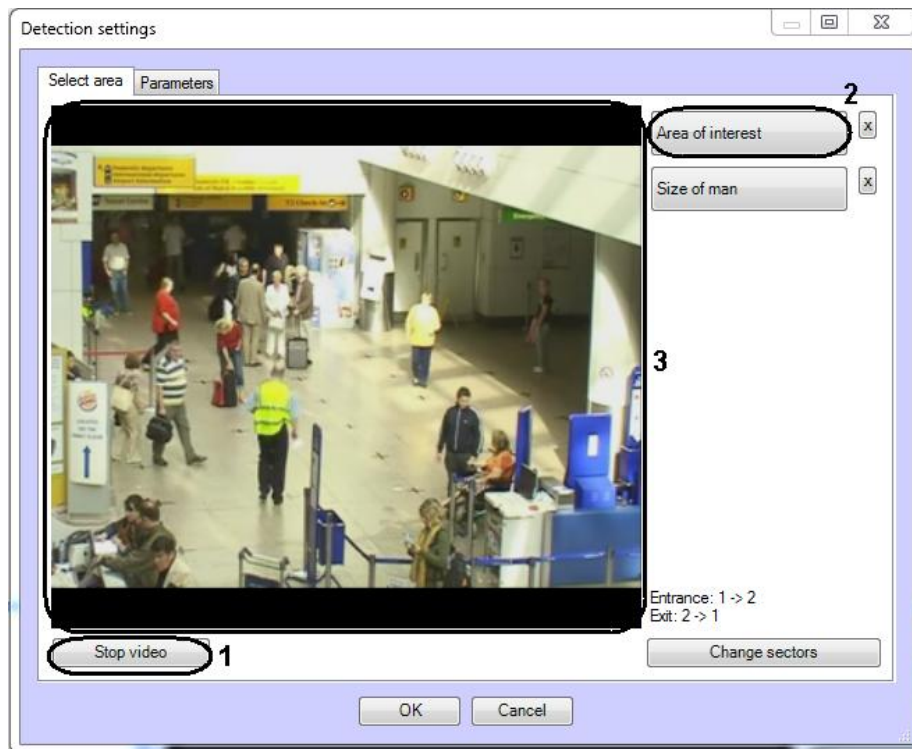 Detection settings
Select area
Parameters
2
Area of interest
x
Size of man
x
3
Entrance: 1 -> 2
Exit: 2 -> 1
Stop video
1
Change sectors
OK
Cancel